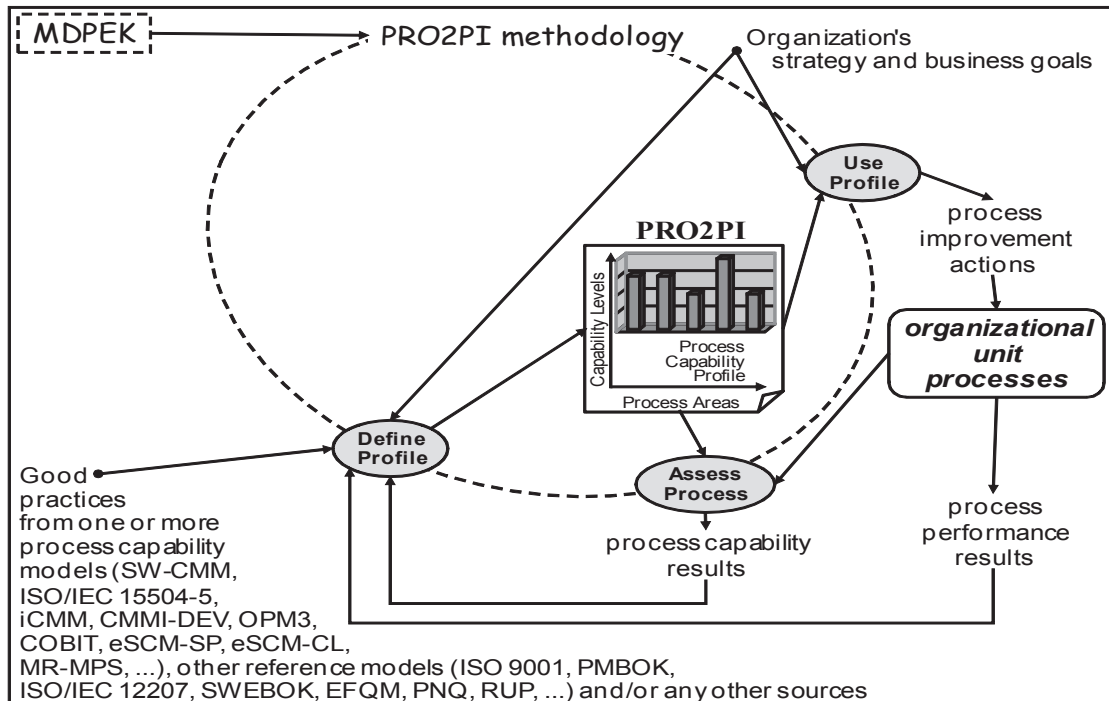 MDPEK
PRO2PI methodology
Organization's
strategy and business goals
Use
Profile
process
improvement
actions
organizational
unit
processes
PRO2PI
Capability Levels
Process
Capability
Profile
Process Areas
Define
Profile
Assess
Process
process capability
results
process
performance
results
Good
practices
from one or more
process capability
models (SW-CMM,
ISO/IEC 15504-5,
iCMM, CMMI-DEV, OPM3,
COBIT, eSCM-SP, eSCM-CL,
MR-MPS, ...), other reference models (ISO 9001, PMBOK,
ISO/IEC 12207, SWEBOK, EFQM, PNQ, RUP, ...) and/or any other sources